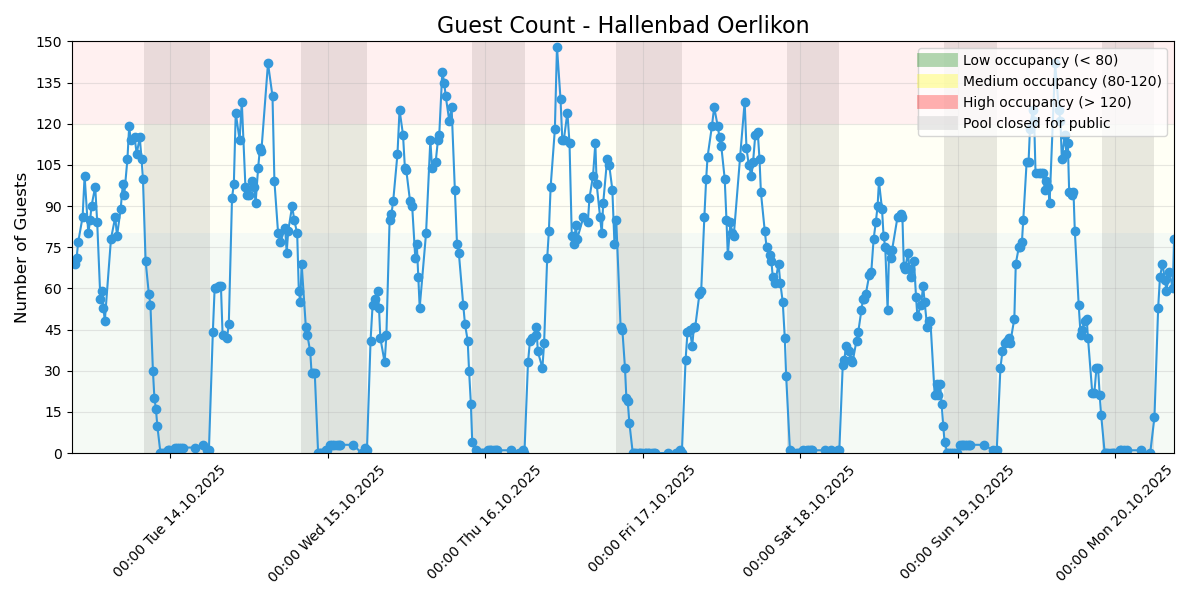 Guest Count - Hallenbad Oerlikon
Number of Guests
150
135
120
105
90
75
60
45
30
15
0
Low occupancy (< 80)
Medium occupancy (80-120)
High occupancy (> 120)
Pool closed for public
00:00 Tue 14.10.2025
00:00 Wed 15.10.2025
00:00 Thu 16.10.2025
00:00 Fri 17.10.2025
00:00 Sat 18.10.2025
00:00 Sun 19.10.2025
00:00 Mon 20.10.2025